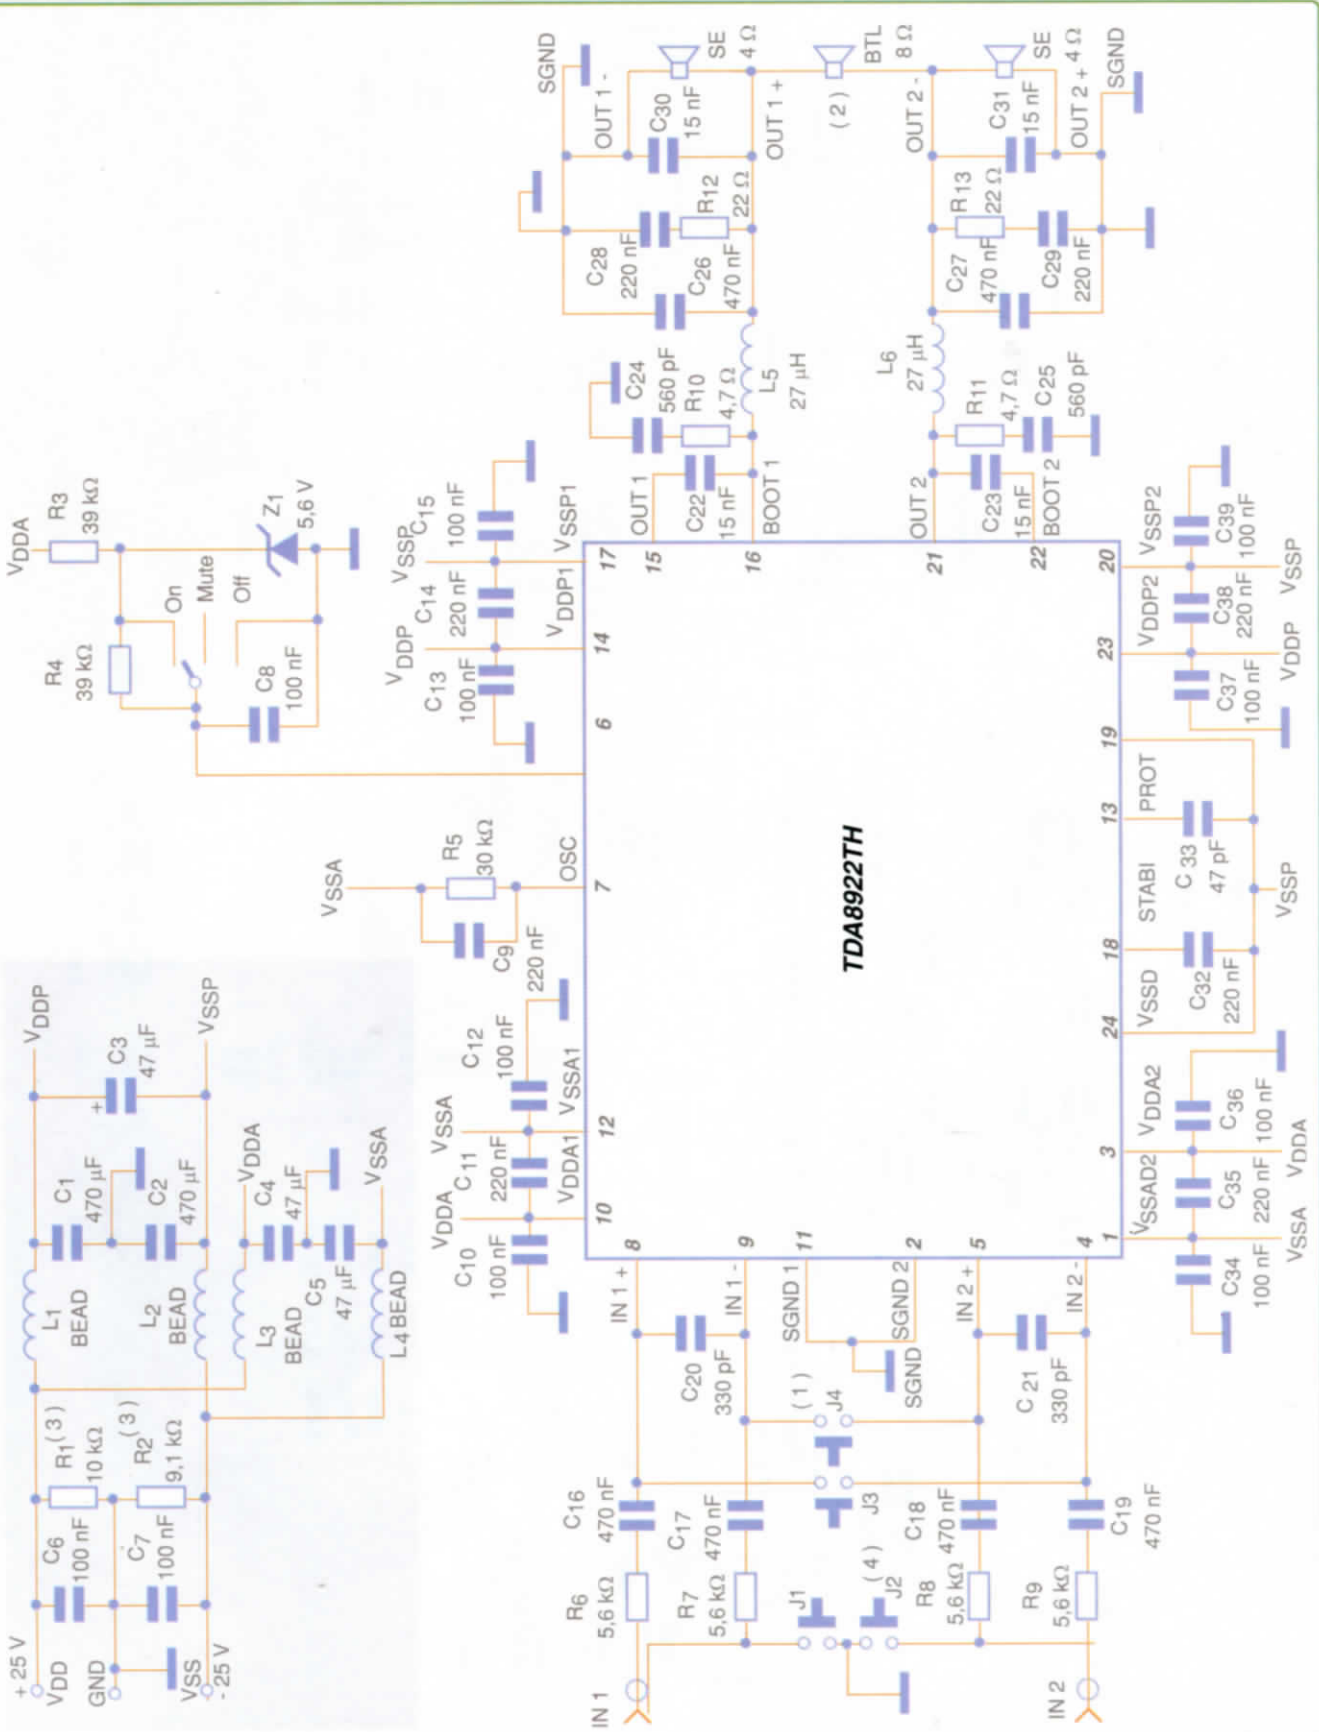 + 25 V
VDD
GND
VSS
- 25 V
C6
100 nF
C7
100 nF
R1 (3)
10 kΩ
R2 (3)
9,1 kΩ
L1
BEAD
L2
BEAD
L3
BEAD
L4 BEAD
C1
470 µF
C2
470 µF
C3
47 µF
+
C4
47 µF
C5
47 µF
VDDP
VSSP
VDDA
VSSA
VDDA
R3
39 kΩ
R4
39 kΩ
On
Mute
Off
Z1
5,6 V
C8
100 nF
VSSA
R5
30 kΩ
C9
220 nF
OSC
7
6
VDDA
VSSA
C10
100 nF
C11
220 nF
C12
100 nF
VDDA1
VSSA1
10
12
VDDP
VSSP
C13
100 nF
C14
220 nF
C15
100 nF
VDDP1
VSSP1
14
17
IN 1
IN 2
R6
5,6 kΩ
R7
5,6 kΩ
R8
5,6 kΩ
R9
5,6 kΩ
J1
J2
(4)
J3
J4
(1)
C16
470 nF
C17
470 nF
C18
470 nF
C19
470 nF
C20
330 pF
C 21
330 pF
IN 1 +
IN 1 -
SGND 1
SGND 2
SGND
IN 2 +
IN 2 -
8
9
11
2
5
4
TDA8922TH
15
16
21
22
OUT 1
BOOT 1
OUT 2
BOOT 2
C22
15 nF
C23
15 nF
C24
560 pF
R10
4,7 Ω
R11
4,7 Ω
C25
560 pF
L5
27 µH
L6
27 µH
C28
220 nF
C26
470 nF
R12
22 Ω
C30
15 nF
C27
470 nF
C29
220 nF
R13
22 Ω
C31
15 nF
SGND
OUT 1 -
OUT 1 +
OUT 2 -
OUT 2 +
SGND
SE
4 Ω
BTL
8 Ω
(2)
SE
4 Ω
1
3
24
18
13
19
23
20
VSSAD2
VDDA2
VSSD
STABI
PROT
VDDP2
VSSP2
C34
100 nF
C35
220 nF
C36
100 nF
VSSA
VDDA
C32
220 nF
C 33
47 pF
VSSP
C37
100 nF
C38
220 nF
C39
100 nF
VDDP
VSSP